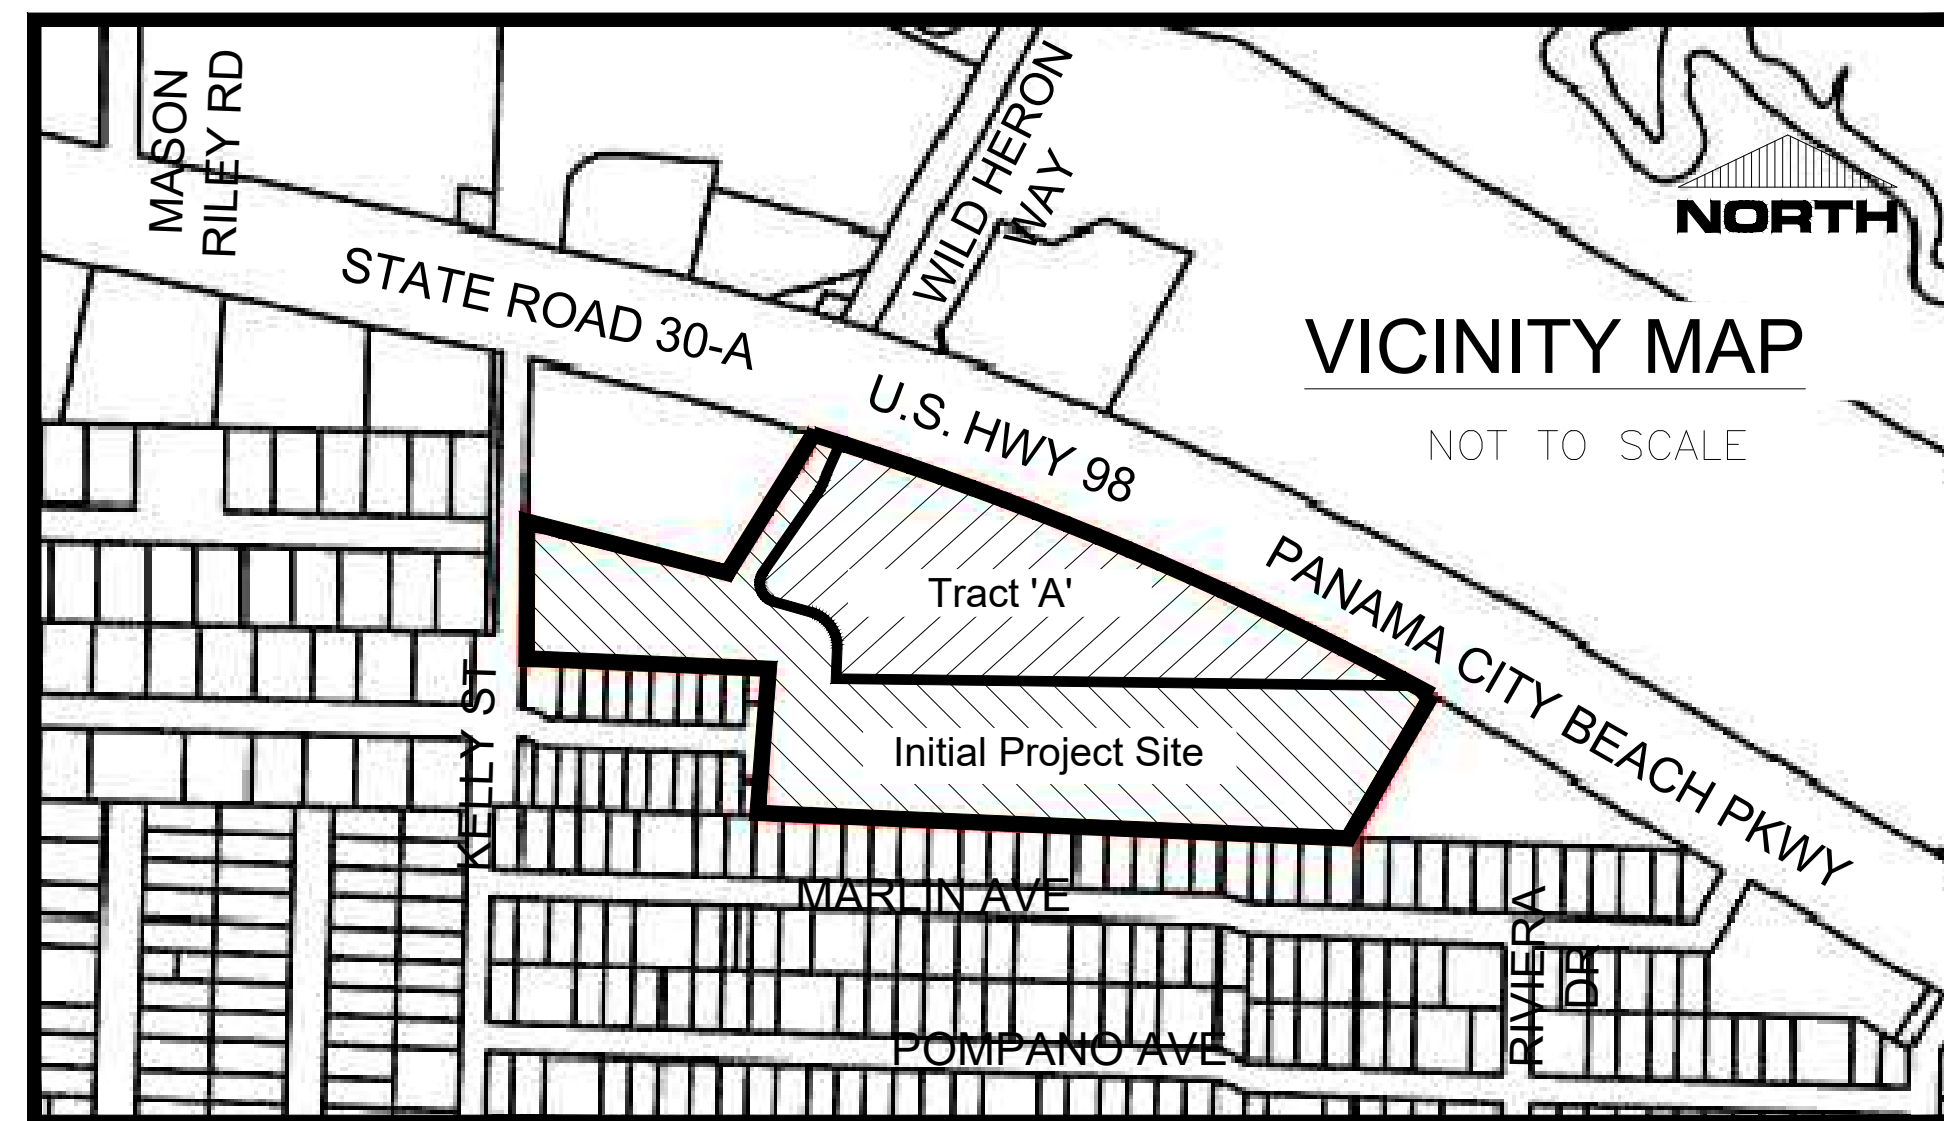 MASON
RILEY RD
WILD HERON
WAY
NORTH
STATE ROAD 30-A
VICINITY MAP
U.S. HWY 98
NOT TO SCALE
PANAMA CITY BEACH PKWY
Tract 'A'
Initial Project Site
KELLY ST
MARLIN AVE
RIVIERA
DR
POMPANO AVE